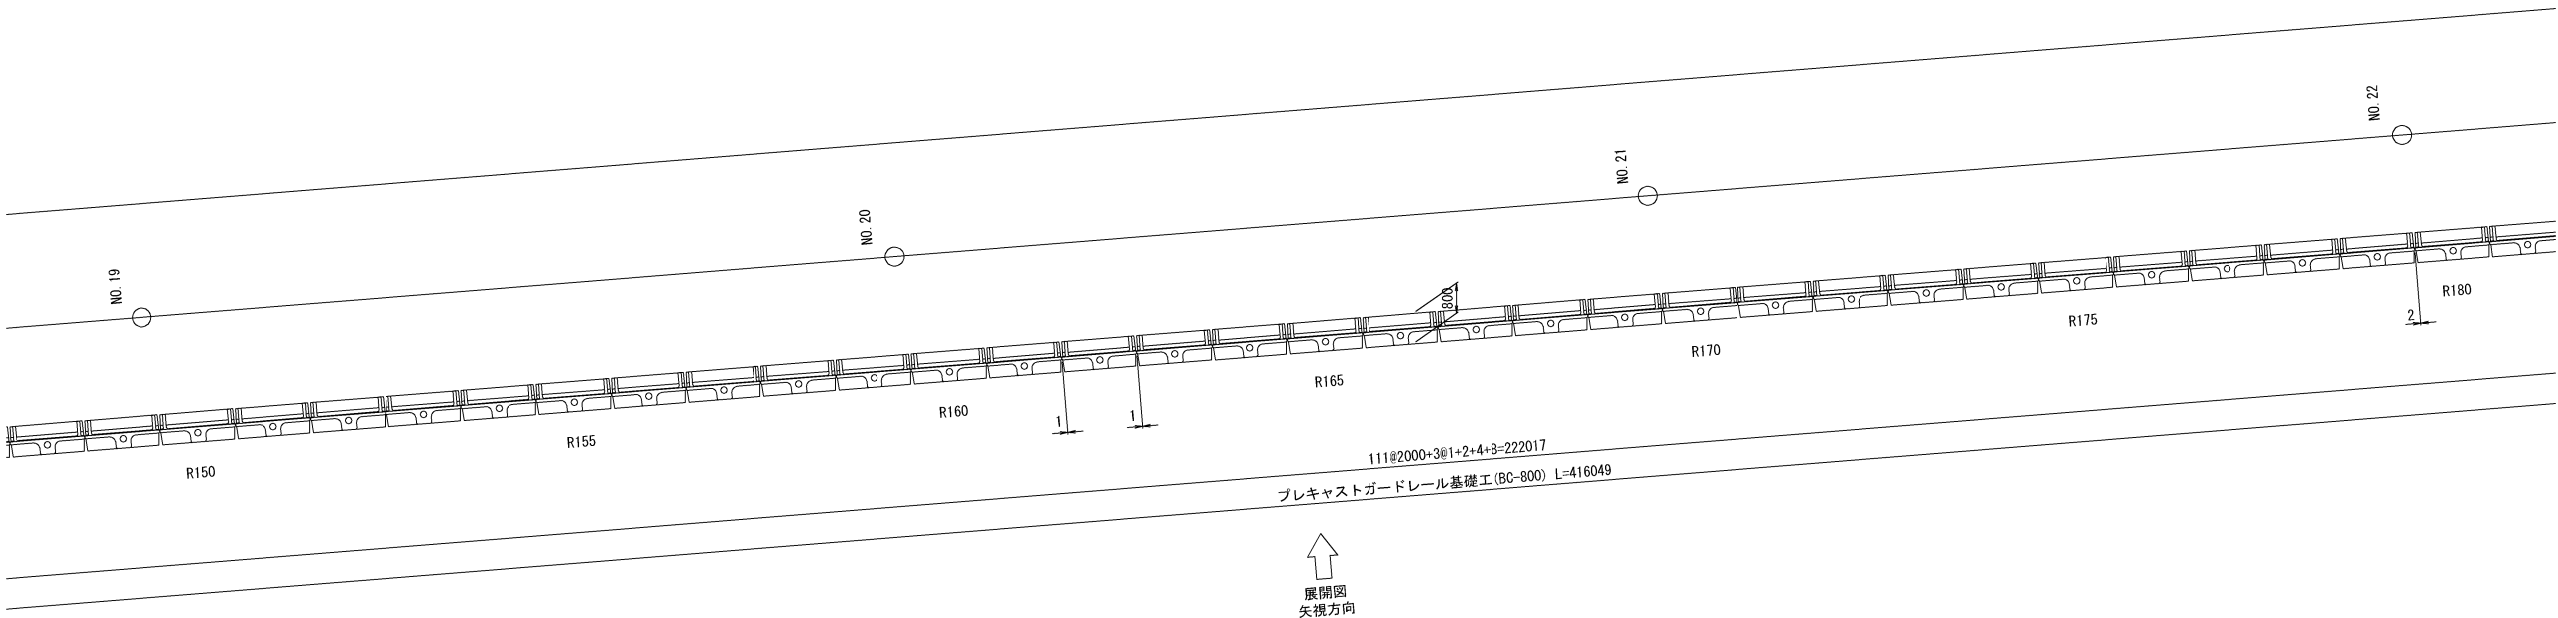 NO. 19
NO. 20
NO. 21
NO. 22
800
R150
R155
R160
R165
R170
R175
R180
1
1
2
111@2000+3@1+2+4+8=222017
プレキャストガードレール基礎工(BC-800) L=416049
展開図
矢視方向